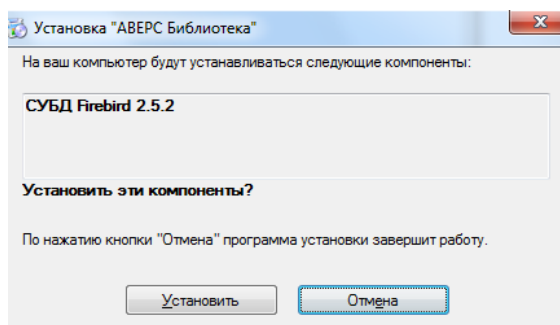 Установка "АВЕРС Библиотека"
На ваш компьютер будут устанавливаться следующие компоненты:
СУБД Firebird 2.5.2
Установить эти компоненты?
По нажатию кнопки "Отмена" программа установки завершит работу.
Установить Отмена